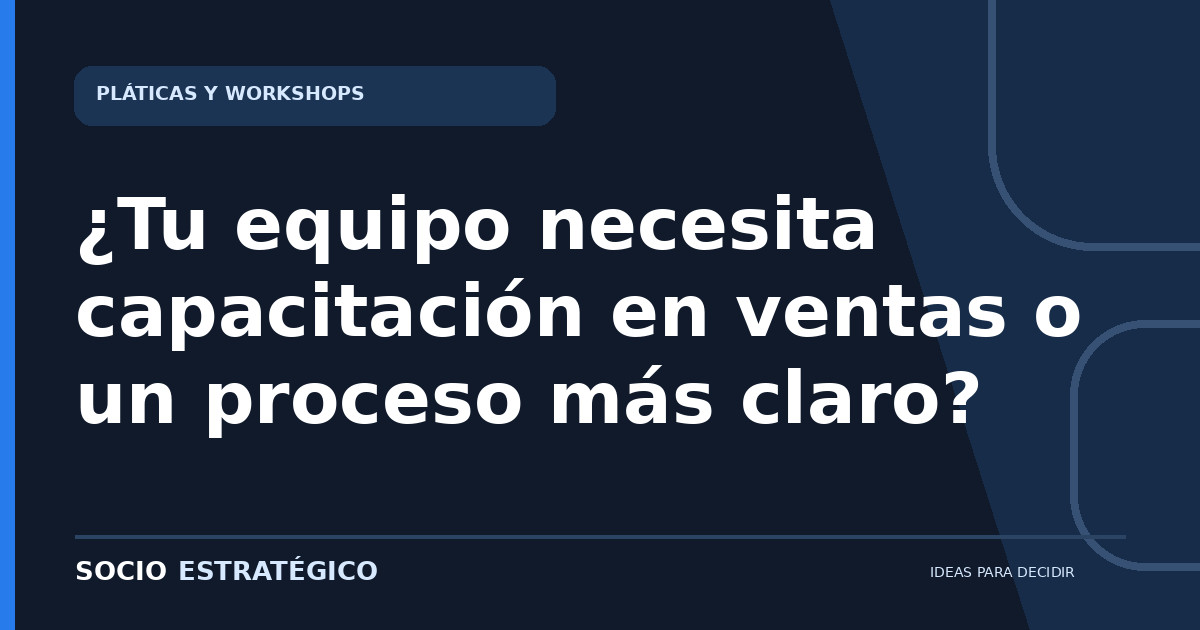 PLÁTICAS Y WORKSHOPS
¿Tu equipo necesita
capacitación en ventas o
un proceso más claro?
SOCIO ESTRATÉGICO
IDEAS PARA DECIDIR